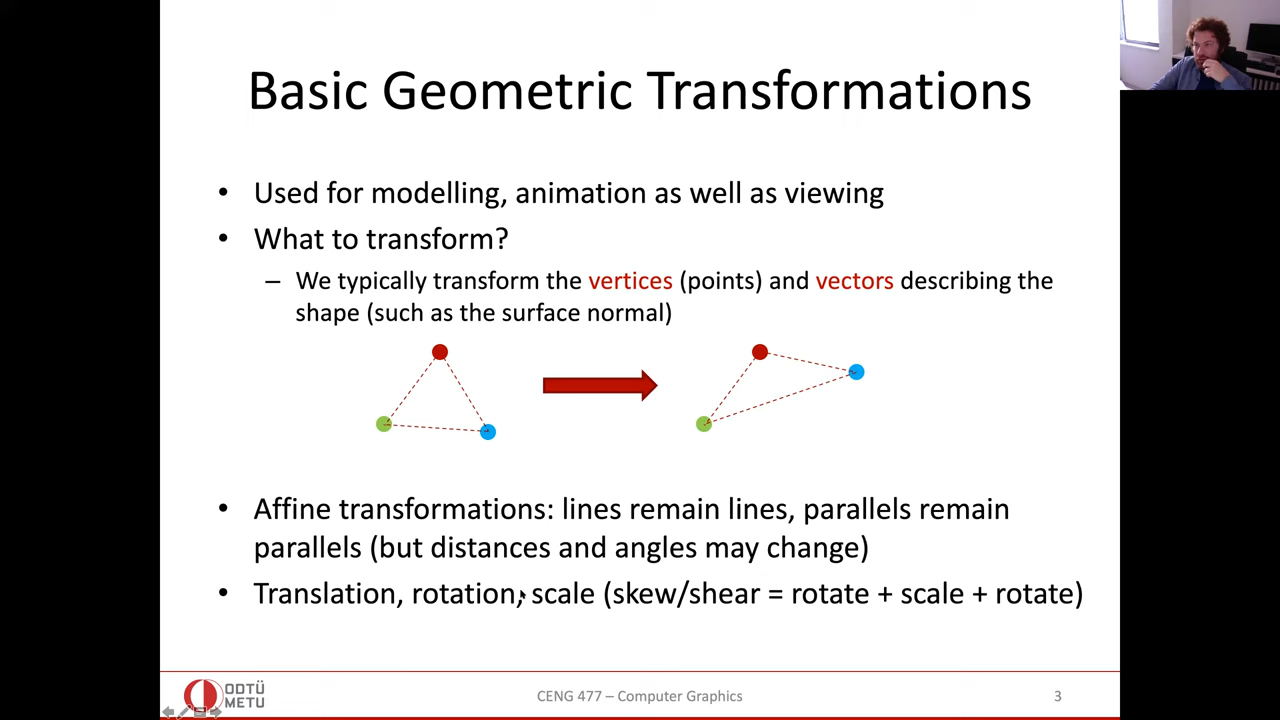 Basic Geometric Transformations
• Used for modelling, animation as well as viewing
• What to transform?
– We typically transform the vertices (points) and vectors describing the
shape (such as the surface normal)
• Affine transformations: lines remain lines, parallels remain
parallels (but distances and angles may change)
• Translation, rotation, scale (skew/shear = rotate + scale + rotate)
ODTÜ
METU
CENG 477 – Computer Graphics
3